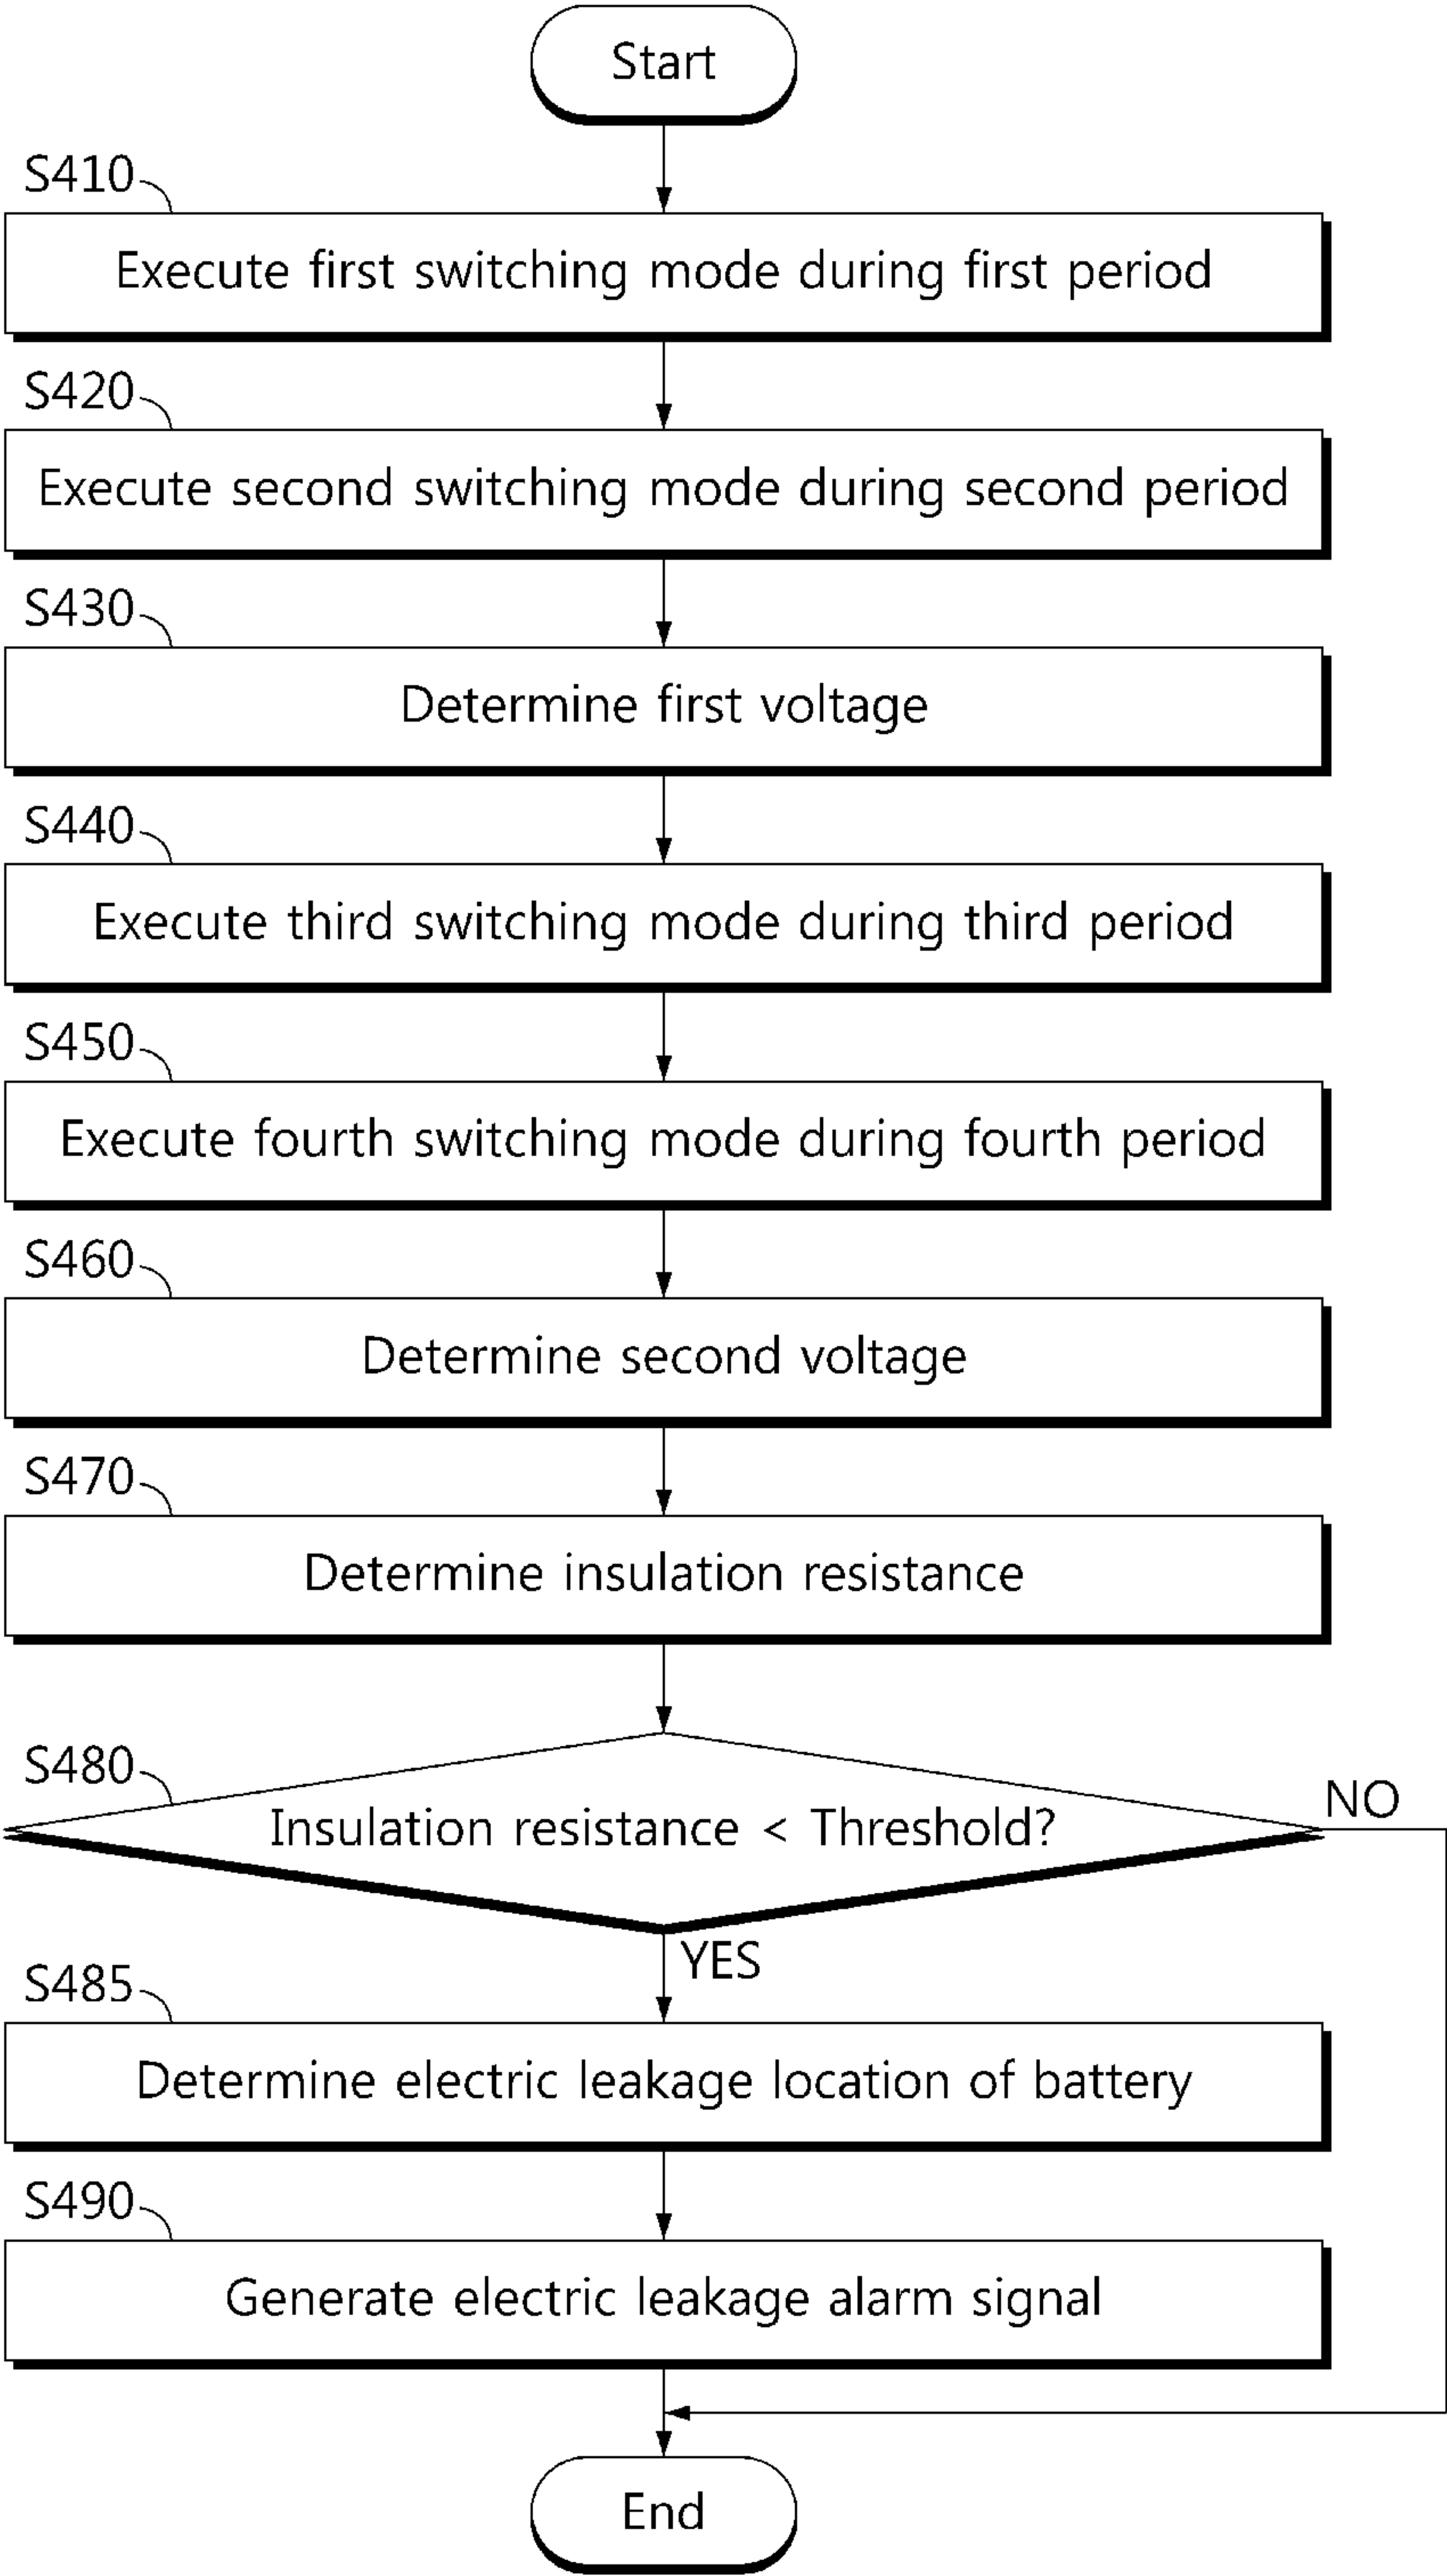 Start
S410
Execute first switching mode during first period
S420
Execute second switching mode during second period
S430
Determine first voltage
S440
Execute third switching mode during third period
S450
Execute fourth switching mode during fourth period
S460
Determine second voltage
S470
Determine insulation resistance
S480
NO
Insulation resistance < Threshold?
YES
S485
Determine electric leakage location of battery
S490
Generate electric leakage alarm signal
End